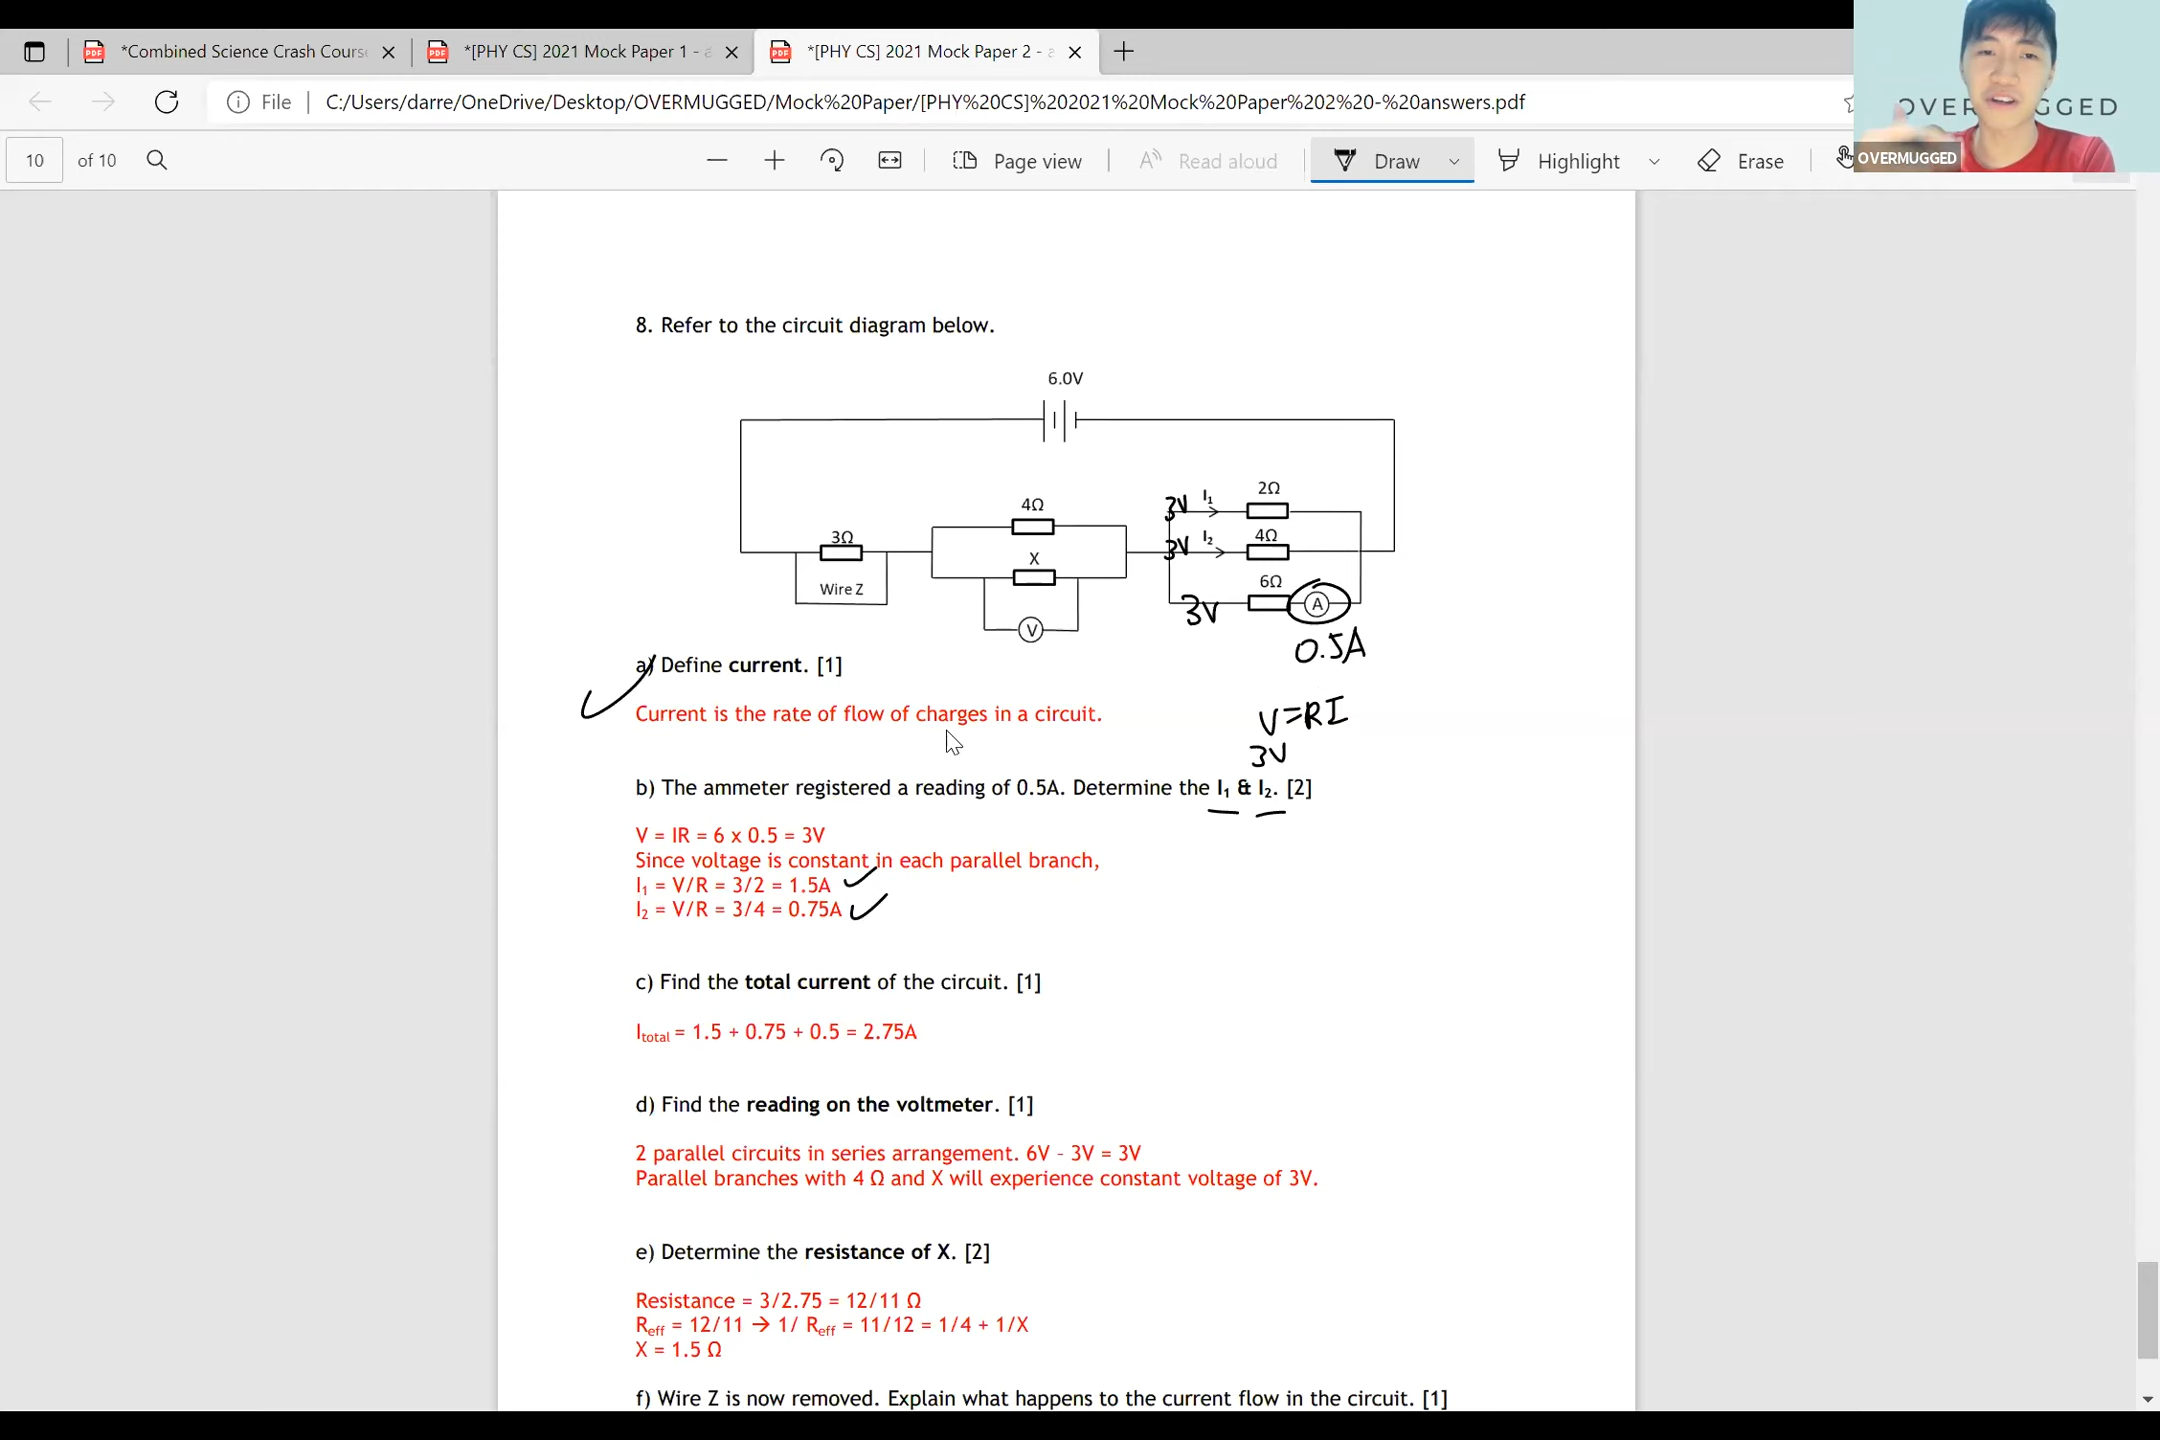 *Combined Science Crash Cours
*[PHY CS] 2021 Mock Paper 1 - a
*[PHY CS] 2021 Mock Paper 2 - a
File
C:/Users/darre/OneDrive/Desktop/OVERMUGGED/Mock%20Paper/[PHY%20CS]%202021%20Mock%20Paper%202%20-%20answers.pdf
OVER GGED
OVERMUGGED
10 of 10
Page view
Read aloud
Draw
Highlight
Erase
8. Refer to the circuit diagram below.
6.0V
3Ω
Wire Z
4Ω
X
V
3V I₁ 2Ω
3V I₂ 4Ω
3V 6Ω A
0.5A
a) Define current. [1]
Current is the rate of flow of charges in a circuit.
V=RI
3V
b) The ammeter registered a reading of 0.5A. Determine the I₁ & I₂. [2]
V = IR = 6 x 0.5 = 3V
Since voltage is constant in each parallel branch,
I₁ = V/R = 3/2 = 1.5A
I₂ = V/R = 3/4 = 0.75A
c) Find the total current of the circuit. [1]
Itotal = 1.5 + 0.75 + 0.5 = 2.75A
d) Find the reading on the voltmeter. [1]
2 parallel circuits in series arrangement. 6V - 3V = 3V
Parallel branches with 4 Ω and X will experience constant voltage of 3V.
e) Determine the resistance of X. [2]
Resistance = 3/2.75 = 12/11 Ω
Reff = 12/11 → 1/ Reff = 11/12 = 1/4 + 1/X
X = 1.5 Ω
f) Wire Z is now removed. Explain what happens to the current flow in the circuit. [1]